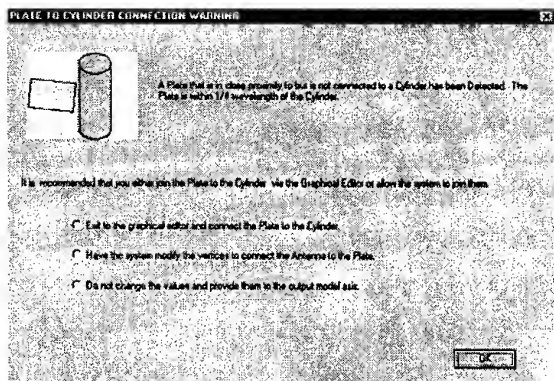 PLATE TO CYLINDER CONNECTION WARNING
A Plate that is in close proximity to but is not connected to a Cylinder has been Detected. The
Plate is within 1/4 wavelength of the Cylinder.
It is recommended that you either join the Plate to the Cylinder via the Graphical Editor or allow the system to join them.
Exit to the graphical editor and connect the Plate to the Cylinder.
Have the system modify the vertices to connect the Antenna to the Plate.
Do not change the values and provide them to the output model as is.
OK